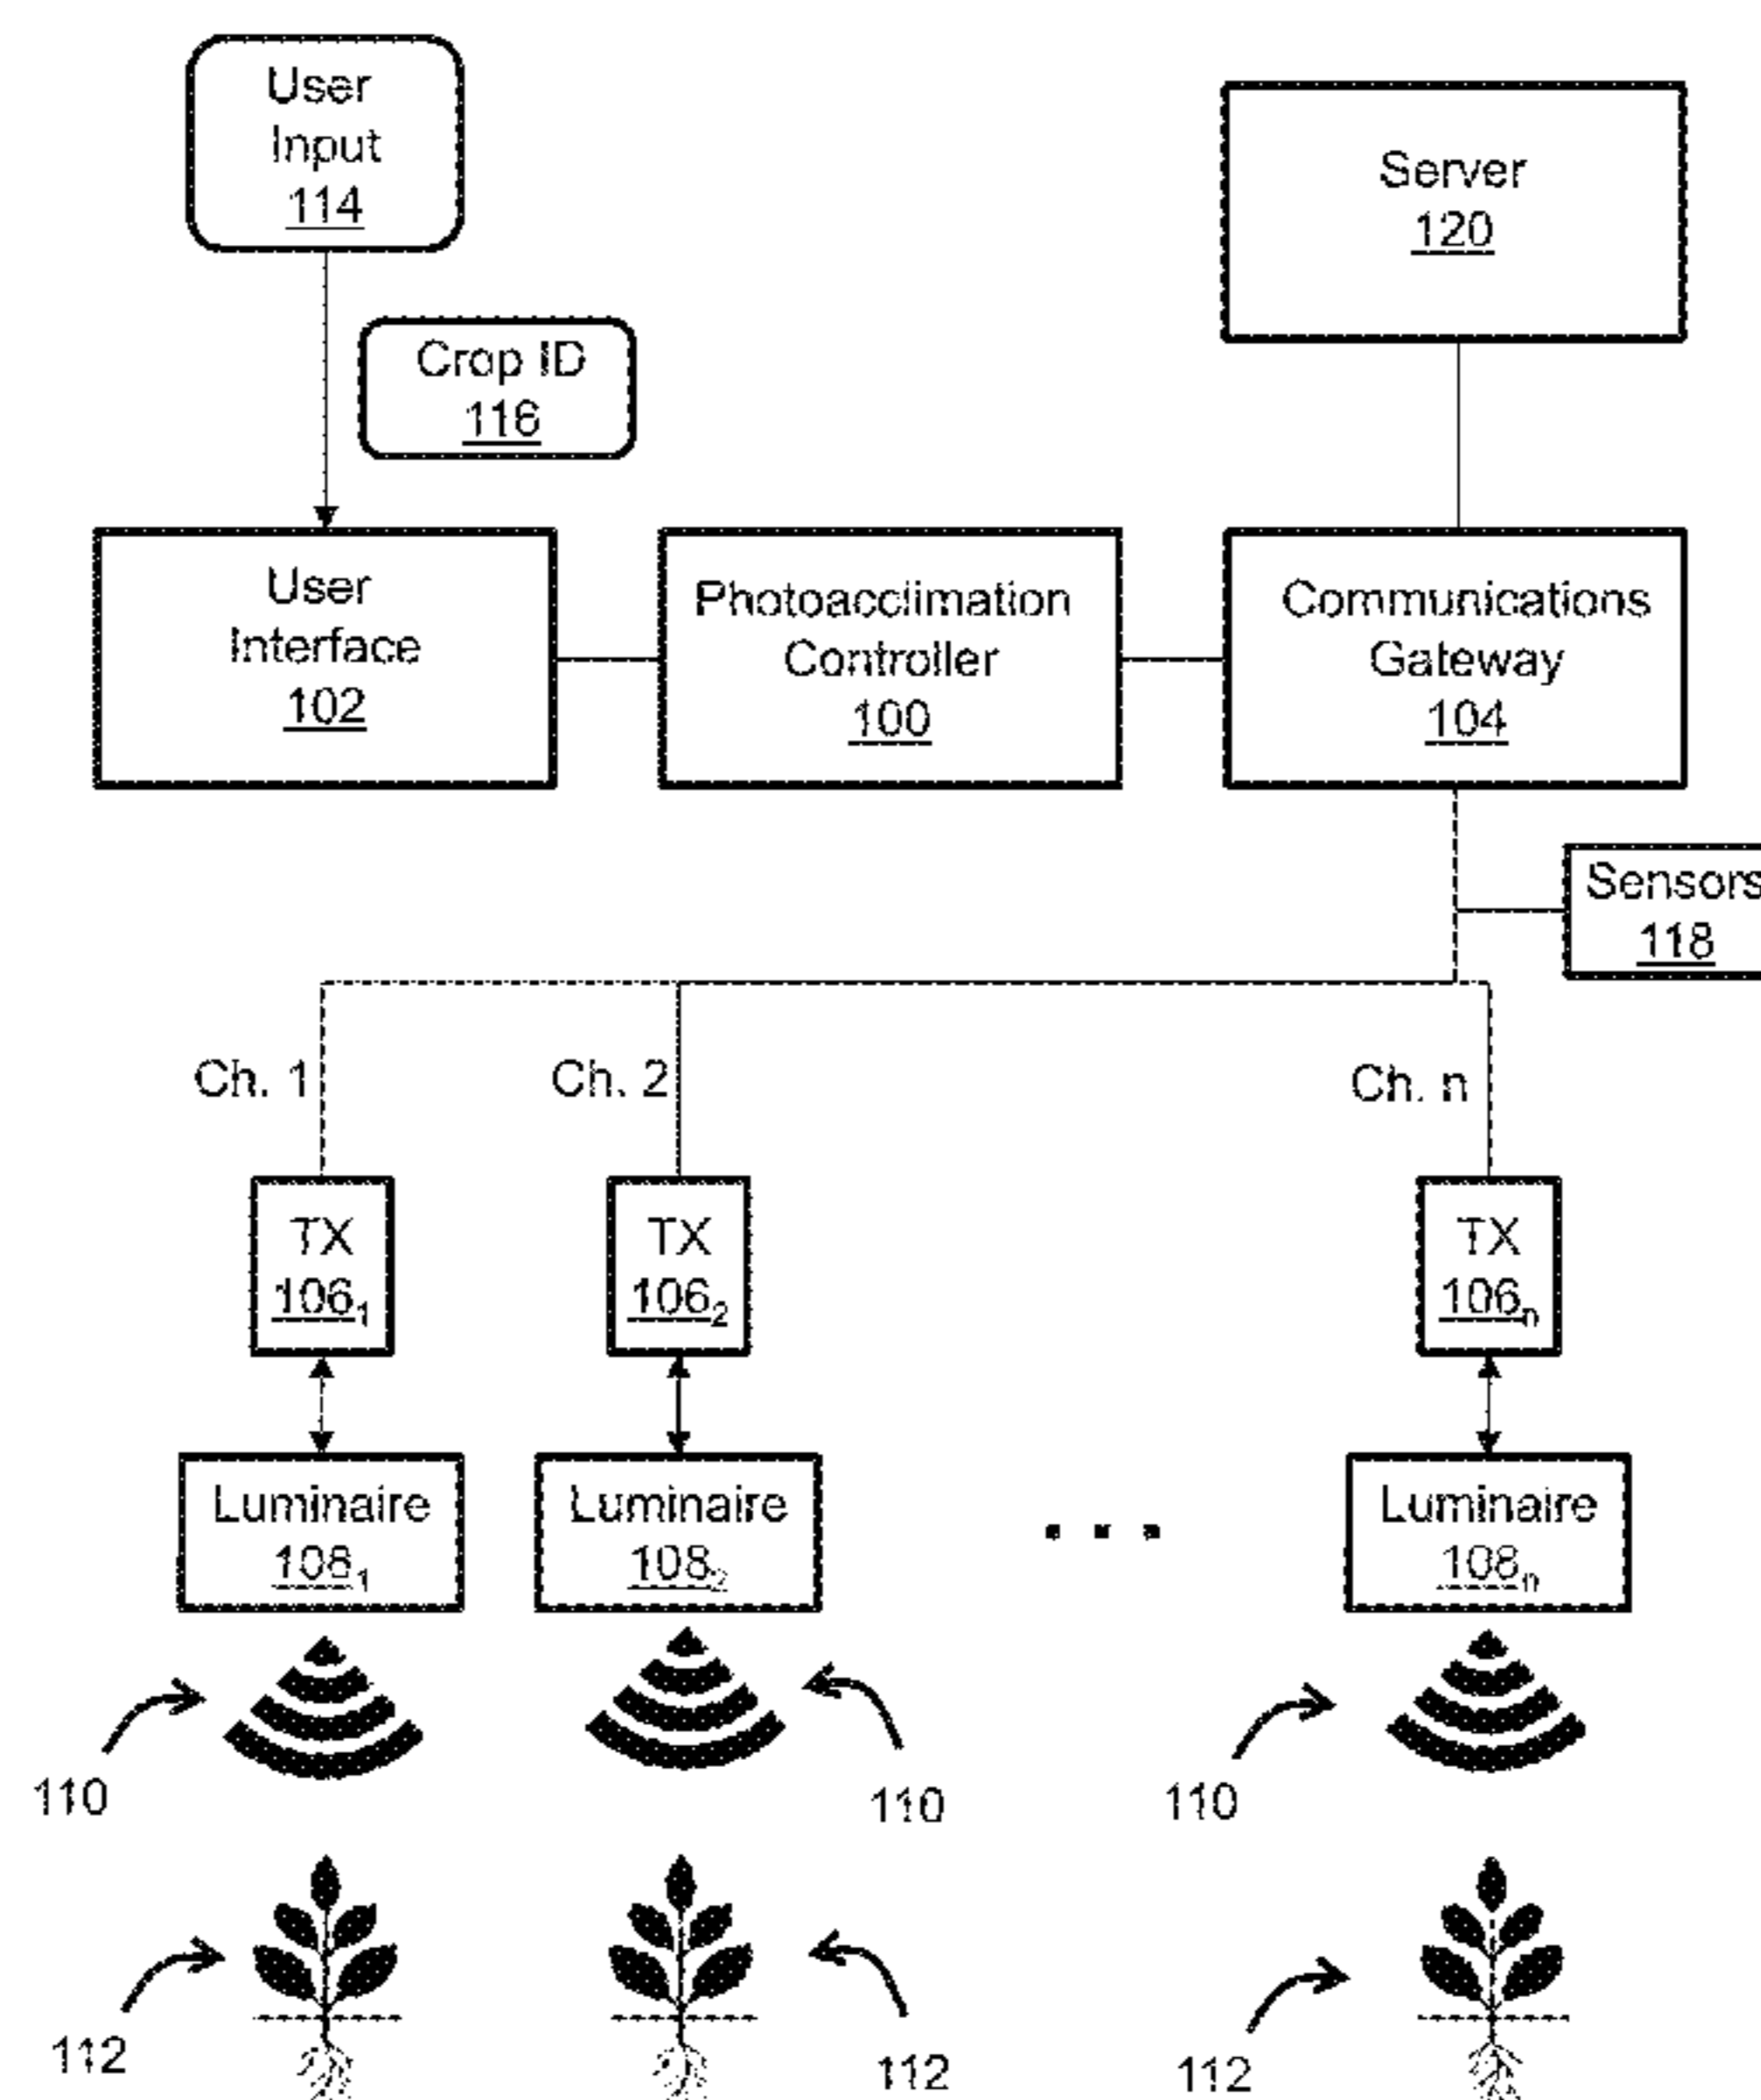 User
Input
114
Server
120
Crop ID
116
User
Interface
102
Photoacclimation
Controller
100
Communications
Gateway
104
Sensors
118
Ch. 1
Ch. 2
Ch. n
TX
106₁
TX
106₂
TX
106ₙ
Luminaire
108₁
Luminaire
108₂
Luminaire
108ₙ
110
110
110
112
112
112